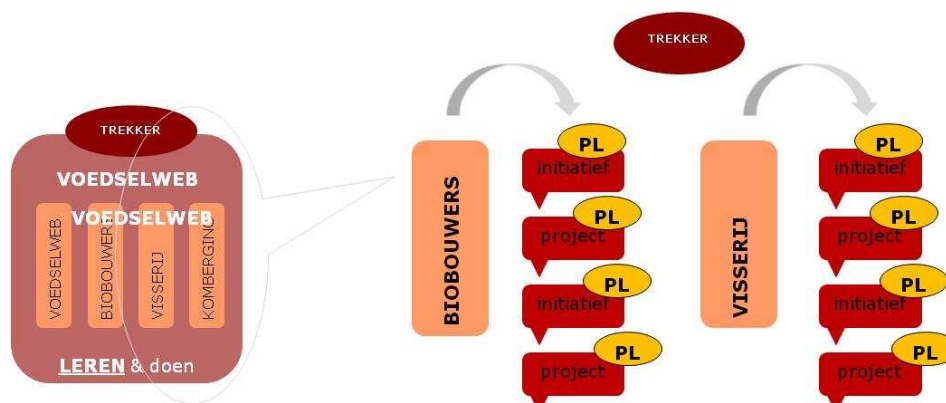 TREKKER
VOEDSELWEB
VOEDSELWEB
VOEDSELWEB
BIOBOUWERS
VISSERIJ
KOMBERGING
LEREN & doen
TREKKER
BIOBOUWERS
PL
initiatief
PL
project
PL
initiatief
PL
project
VISSERIJ
PL
initiatief
PL
project
PL
initiatief
PL
project